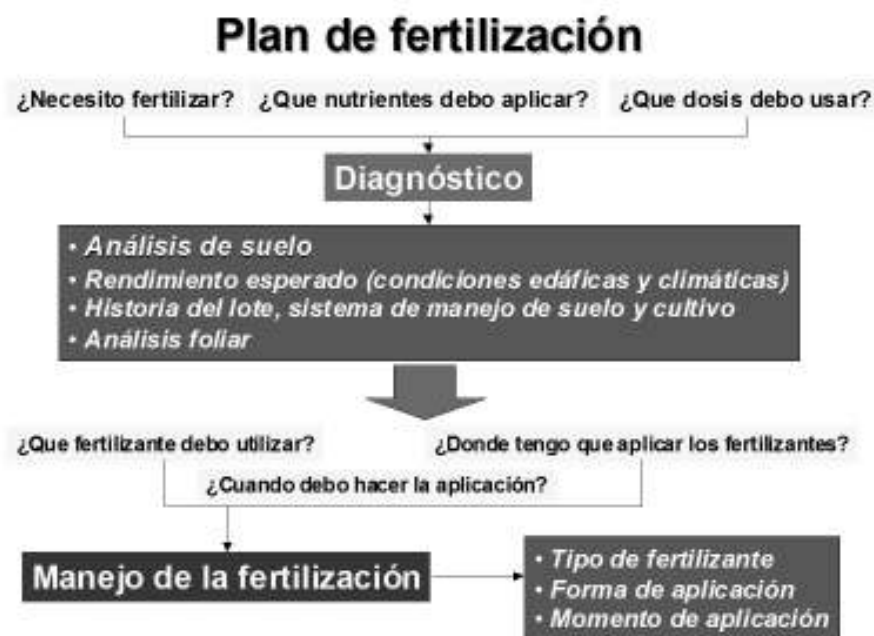 Plan de fertilización
¿Necesito fertilizar? ¿Que nutrientes debo aplicar? ¿Que dosis debo usar?
Diagnóstico
• Análisis de suelo
• Rendimiento esperado (condiciones edáficas y climáticas)
• Historia del lote, sistema de manejo de suelo y cultivo
• Análisis foliar
¿Que fertilizante debo utilizar? ¿Donde tengo que aplicar los fertilizantes?
¿Cuando debo hacer la aplicación?
Manejo de la fertilización
• Tipo de fertilizante
• Forma de aplicación
• Momento de aplicación